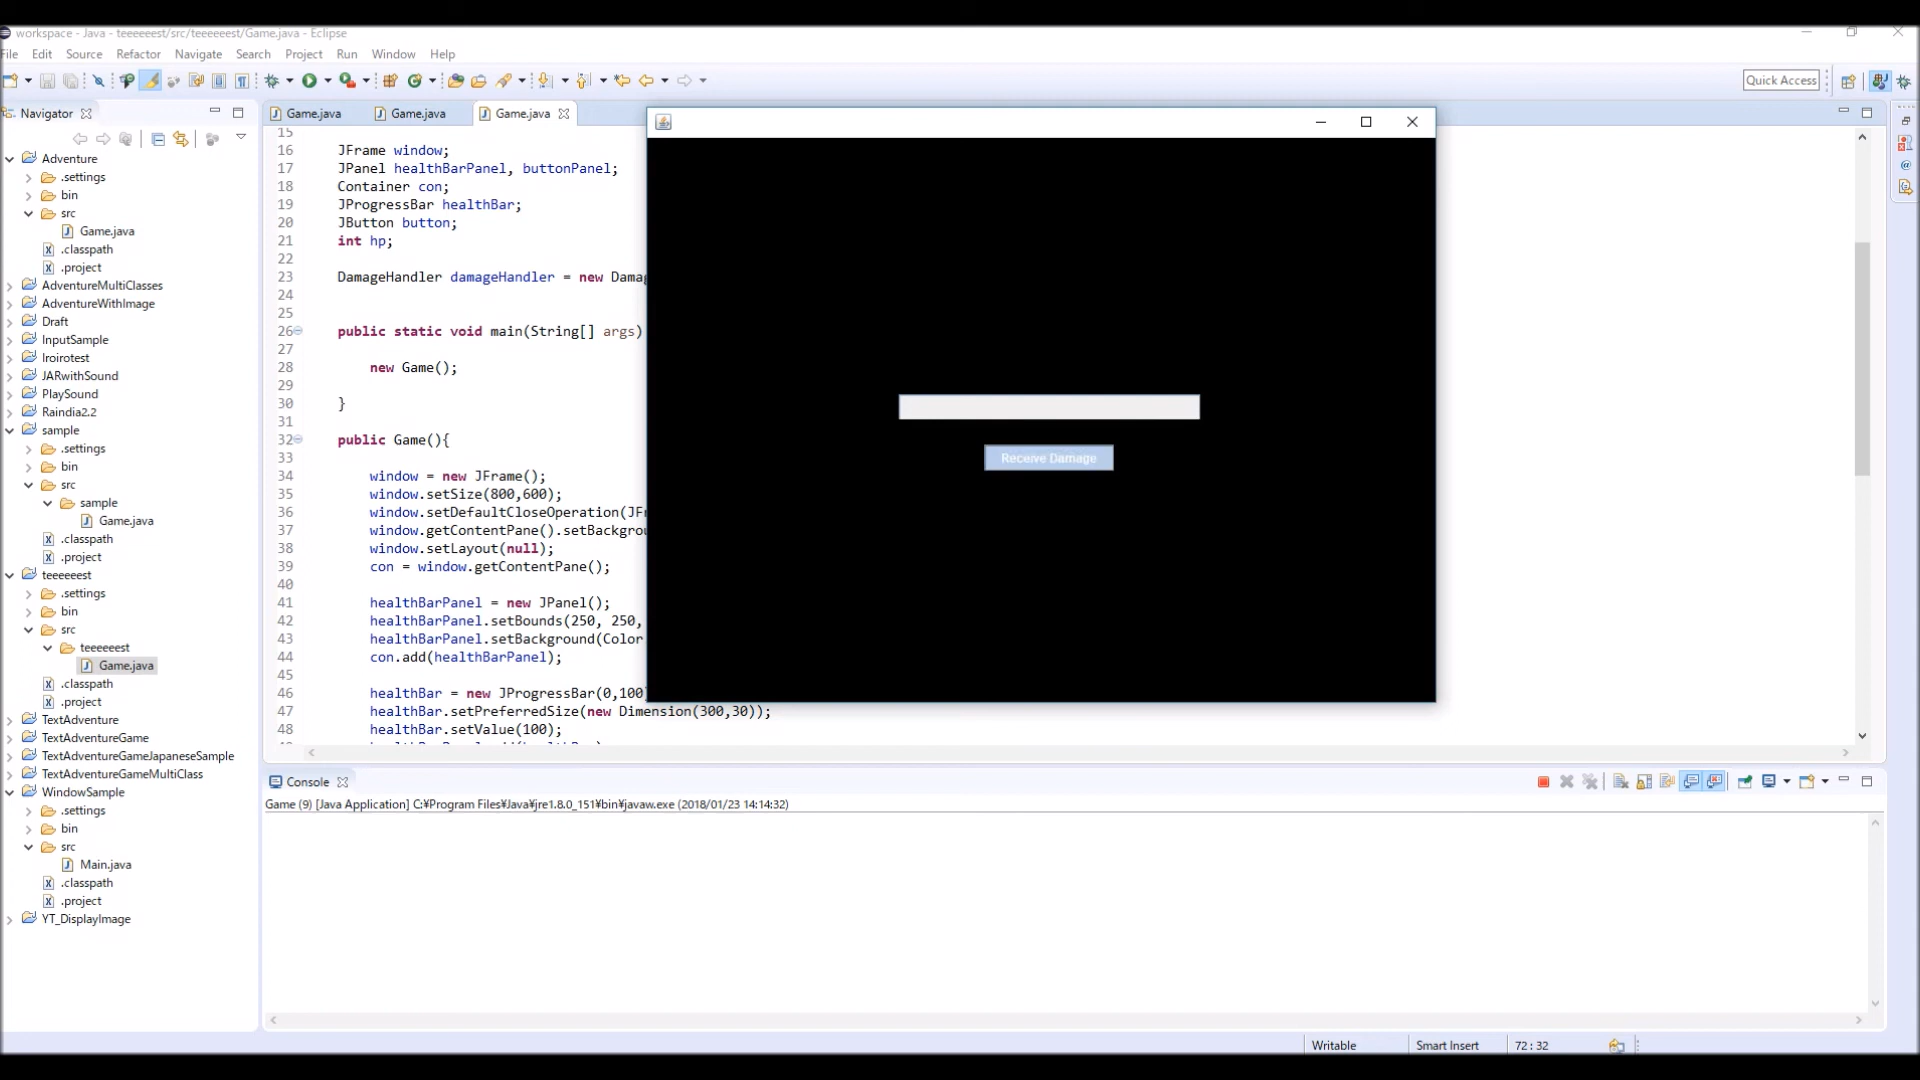 workspace - Java - teeeeeest/src/teeeeeest/Game.java - Eclipse
File Edit Source Refactor Navigate Search Project Run Window Help
Quick Access
Navigator
Adventure
.settings
bin
src
Game.java
.classpath
.project
AdventureMultiClasses
AdventureWithImage
Draft
InputSample
Iroirotest
JARwithSound
PlaySound
Raindia2.2
sample
.settings
bin
src
sample
Game.java
.classpath
.project
teeeeeest
.settings
bin
src
teeeeeest
Game.java
.classpath
.project
TextAdventure
TextAdventureGame
TextAdventureGameJapaneseSample
TextAdventureGameMultiClass
WindowSample
.settings
bin
src
Main.java
.classpath
.project
YT_DisplayImage
Game.java Game.java Game.java
15
16 JFrame window;
17 JPanel healthBarPanel, buttonPanel;
18 Container con;
19 JProgressBar healthBar;
20 JButton button;
21 int hp;
22
23 DamageHandler damageHandler = new Damag
24
25
26 public static void main(String[] args)
27
28 new Game();
29
30 }
31
32 public Game(){
33
34 window = new JFrame();
35 window.setSize(800,600);
36 window.setDefaultCloseOperation(JFr
37 window.getContentPane().setBackgrou
38 window.setLayout(null);
39 con = window.getContentPane();
40
41 healthBarPanel = new JPanel();
42 healthBarPanel.setBounds(250, 250,
43 healthBarPanel.setBackground(Color
44 con.add(healthBarPanel);
45
46 healthBar = new JProgressBar(0,100)
47 healthBar.setPreferredSize(new Dimension(300,30));
48 healthBar.setValue(100);
Receive Damage
Console
Game (9) [Java Application] C:¥Program Files¥Java¥jre1.8.0_151¥bin¥javaw.exe (2018/01/23 14:14:32)
Writable Smart Insert 72 : 32